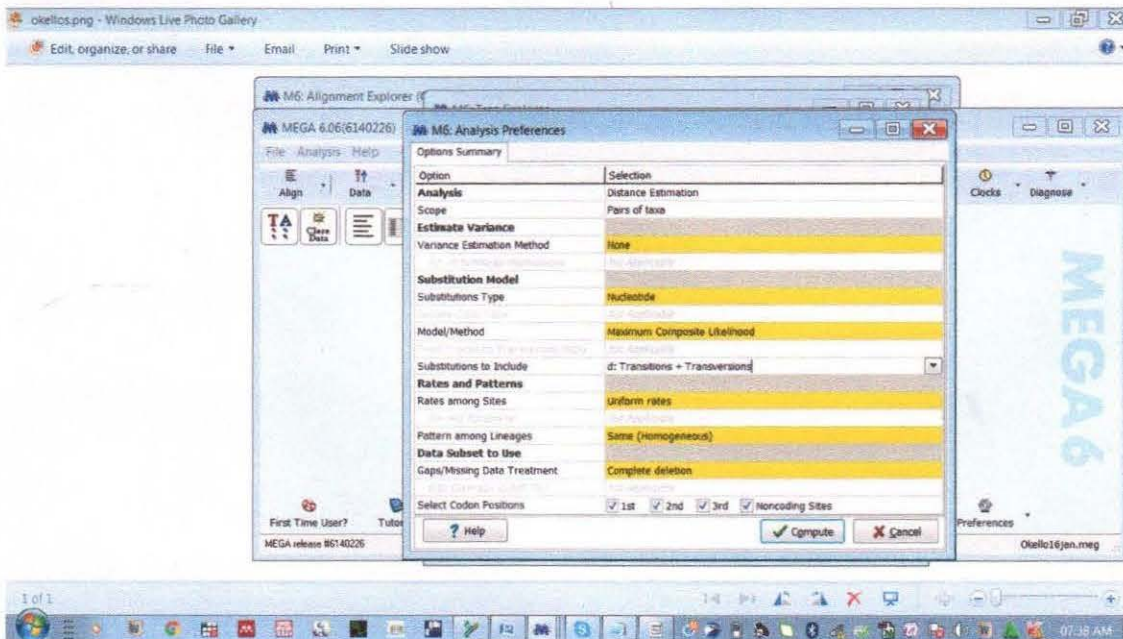 okellos.png - Windows Live Photo Gallery
Edit, organize, or share File Email Print Slide show
M6: Alignment Explorer
MEGA 6.06(6140226)
M6: Analysis Preferences
File Analysis Help
Options Summary
Align Data
Clocks Diagnose
Option Selection
Analysis Distance Estimation
Scope Pairs of taxa
Estimate Variance
Variance Estimation Method None
Substitution Model
Substitutions Type Nucleotide
Model/Method Maximum Composite Likelihood
Substitutions to Include d: Transitions + Transversions
Rates and Patterns
Rates among Sites Uniform rates
Pattern among Lineages Same (Homogeneous)
Data Subset to Use
Gaps/Missing Data Treatment Complete deletion
Select Codon Positions 1st 2nd 3rd Noncoding Sites
Help Compute Cancel
First Time User? Tutor
Preferences
MEGA release #6140226
Okello16jan.meg
MEGA 6
1 of 1
07:38 AM